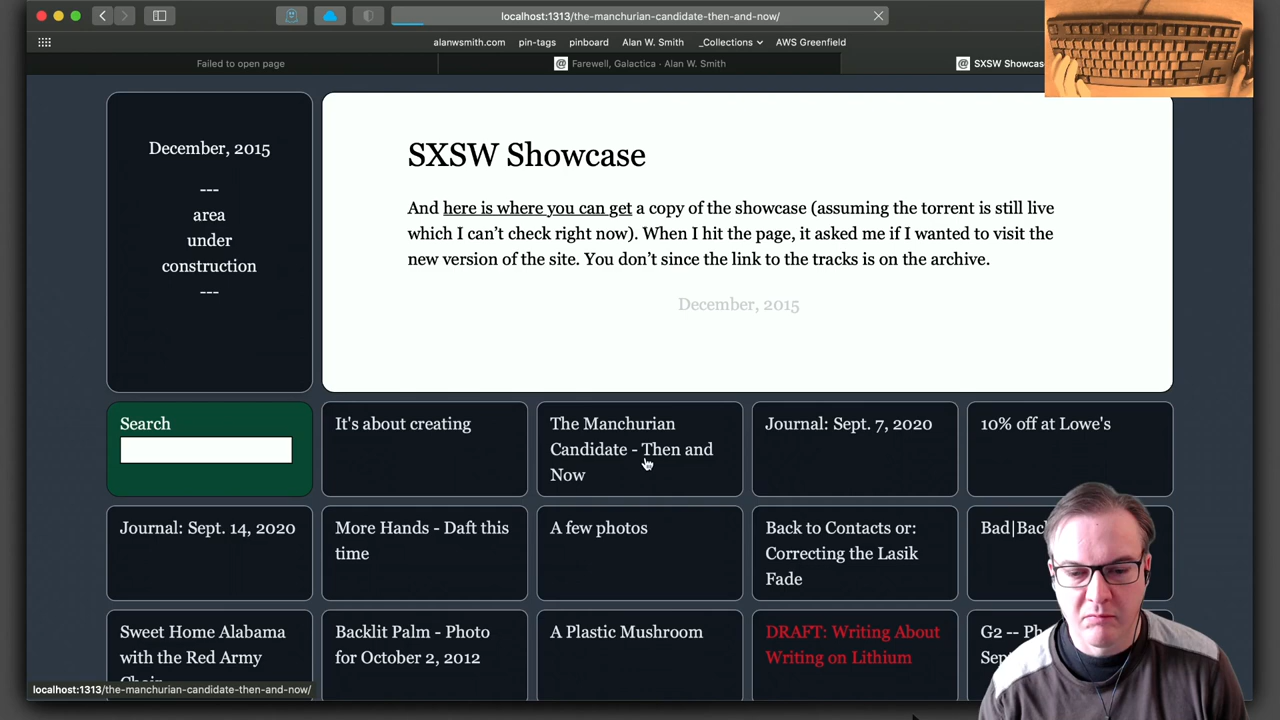 localhost:1313/the-manchurian-candidate-then-and-now/
alanwsmith.com
pin-tags
pinboard
Alan W. Smith
_Collections
AWS Greenfield
Failed to open page
Farewell, Galactica · Alan W. Smith
SXSW Showcase
December, 2015
---
area
under
construction
---
SXSW Showcase
And here is where you can get a copy of the showcase (assuming the torrent is still live
which I can’t check right now). When I hit the page, it asked me if I wanted to visit the
new version of the site. You don’t since the link to the tracks is on the archive.
December, 2015
Search
It's about creating
The Manchurian
Candidate - Then and
Now
Journal: Sept. 7, 2020
10% off at Lowe's
Journal: Sept. 14, 2020
More Hands - Daft this
time
A few photos
Back to Contacts or:
Correcting the Lasik
Fade
Sweet Home Alabama
with the Red Army
Choir
Backlit Palm - Photo
for October 2, 2012
A Plastic Mushroom
DRAFT: Writing About
Writing on Lithium
G2 --
localhost:1313/the-manchurian-candidate-then-and-now/